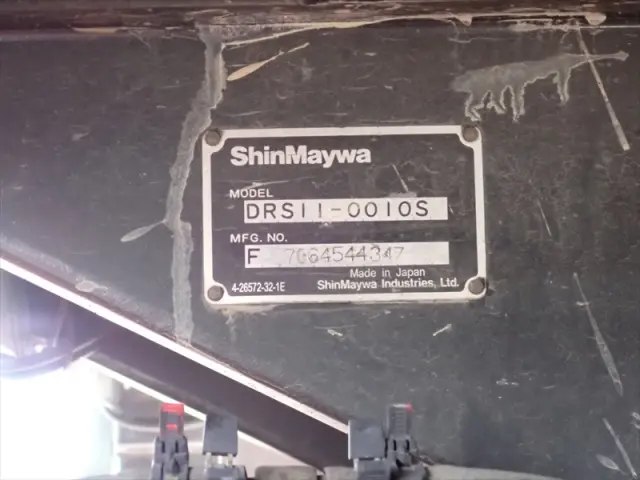 ShinMaywa
MODEL
DRS11-0010S
MFG. NO.
F 7064544347
Made in Japan
4-26572-32-1E ShinMaywa Industries, Ltd.